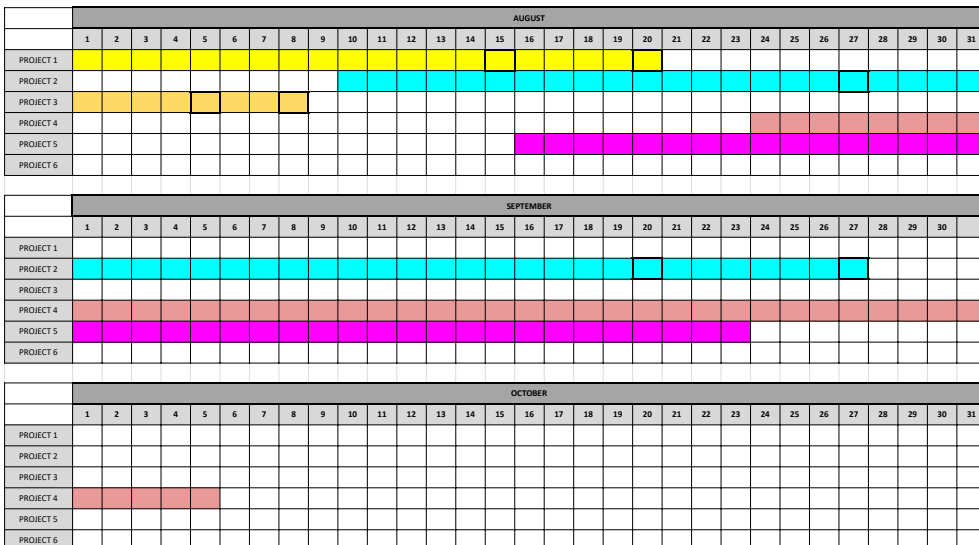 AUGUST
1 2 3 4 5 6 7 8 9 10 11 12 13 14 15 16 17 18 19 20 21 22 23 24 25 26 27 28 29 30 31
PROJECT 1
PROJECT 2
PROJECT 3
PROJECT 4
PROJECT 5
PROJECT 6
SEPTEMBER
1 2 3 4 5 6 7 8 9 10 11 12 13 14 15 16 17 18 19 20 21 22 23 24 25 26 27 28 29 30
PROJECT 1
PROJECT 2
PROJECT 3
PROJECT 4
PROJECT 5
PROJECT 6
OCTOBER
1 2 3 4 5 6 7 8 9 10 11 12 13 14 15 16 17 18 19 20 21 22 23 24 25 26 27 28 29 30 31
PROJECT 1
PROJECT 2
PROJECT 3
PROJECT 4
PROJECT 5
PROJECT 6